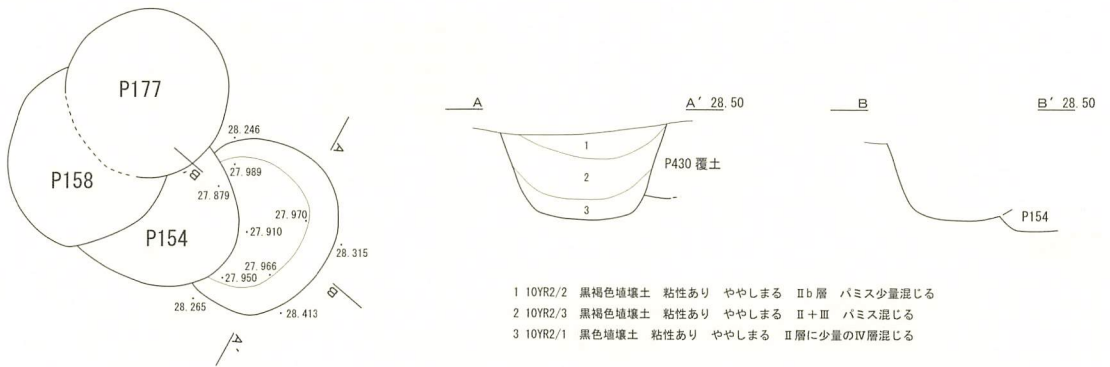 P177
P158
P154
28.246
27.989
27.879
27.970
27.910
27.966
27.950
28.315
28.265
28.413
A
A'
B
B'
A
A' 28.50
1
2
3
P430 覆土
B
B' 28.50
P154
1 10YR2/2 黒褐色埴壌土 粘性あり ややしまる Ⅱb層 パミス少量混じる
2 10YR2/3 黒褐色埴壌土 粘性あり ややしまる Ⅱ+Ⅲ パミス混じる
3 10YR2/1 黒色埴壌土 粘性あり ややしまる Ⅱ層に少量のⅣ層混じる